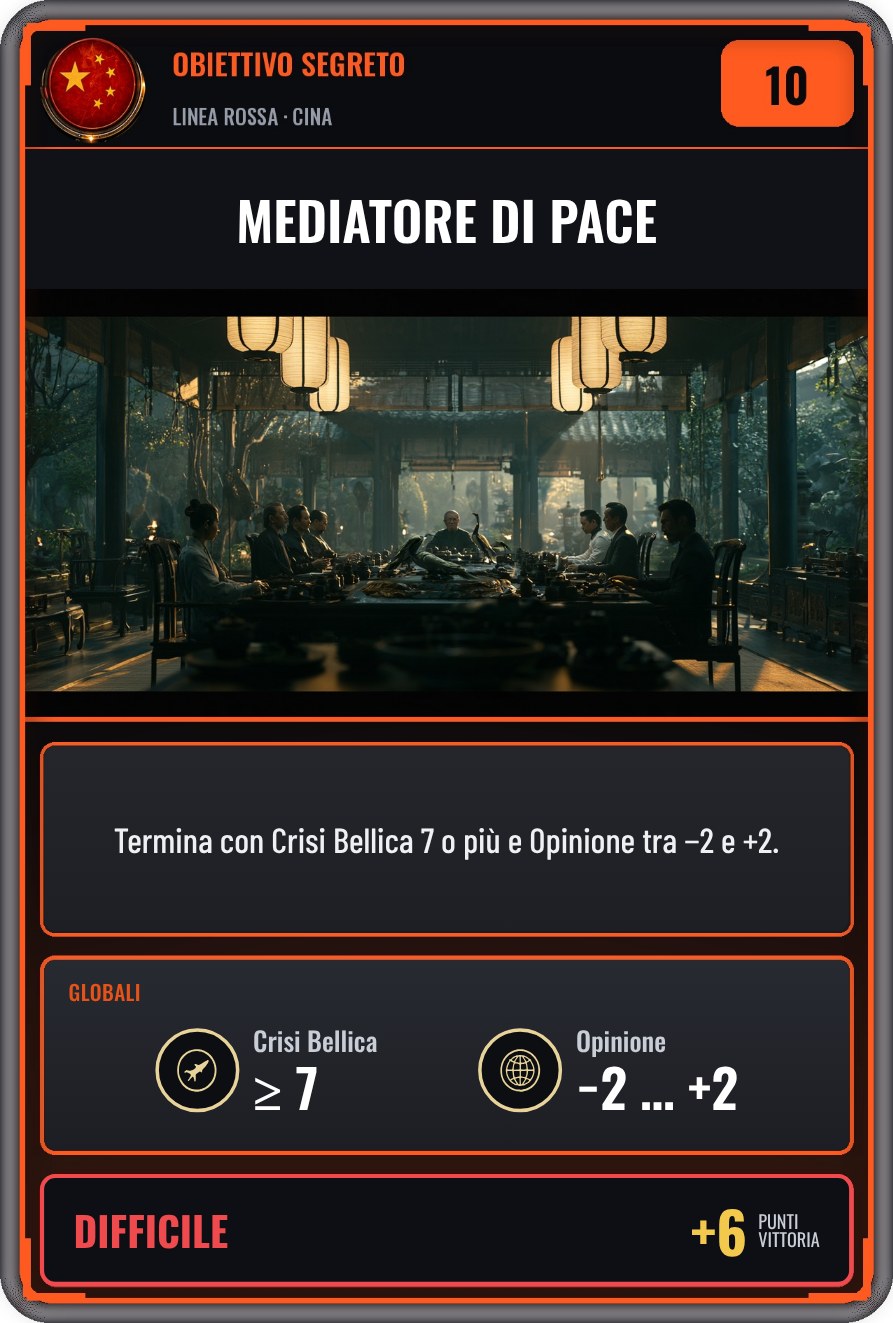 OBIETTIVO SEGRETO
LINEA ROSSA · CINA
10
MEDIATORE DI PACE
Termina con Crisi Bellica 7 o più e Opinione tra −2 e +2.
GLOBALI
Crisi Bellica
≥ 7
Opinione
−2 ... +2
DIFFICILE
+6
PUNTI
VITTORIA